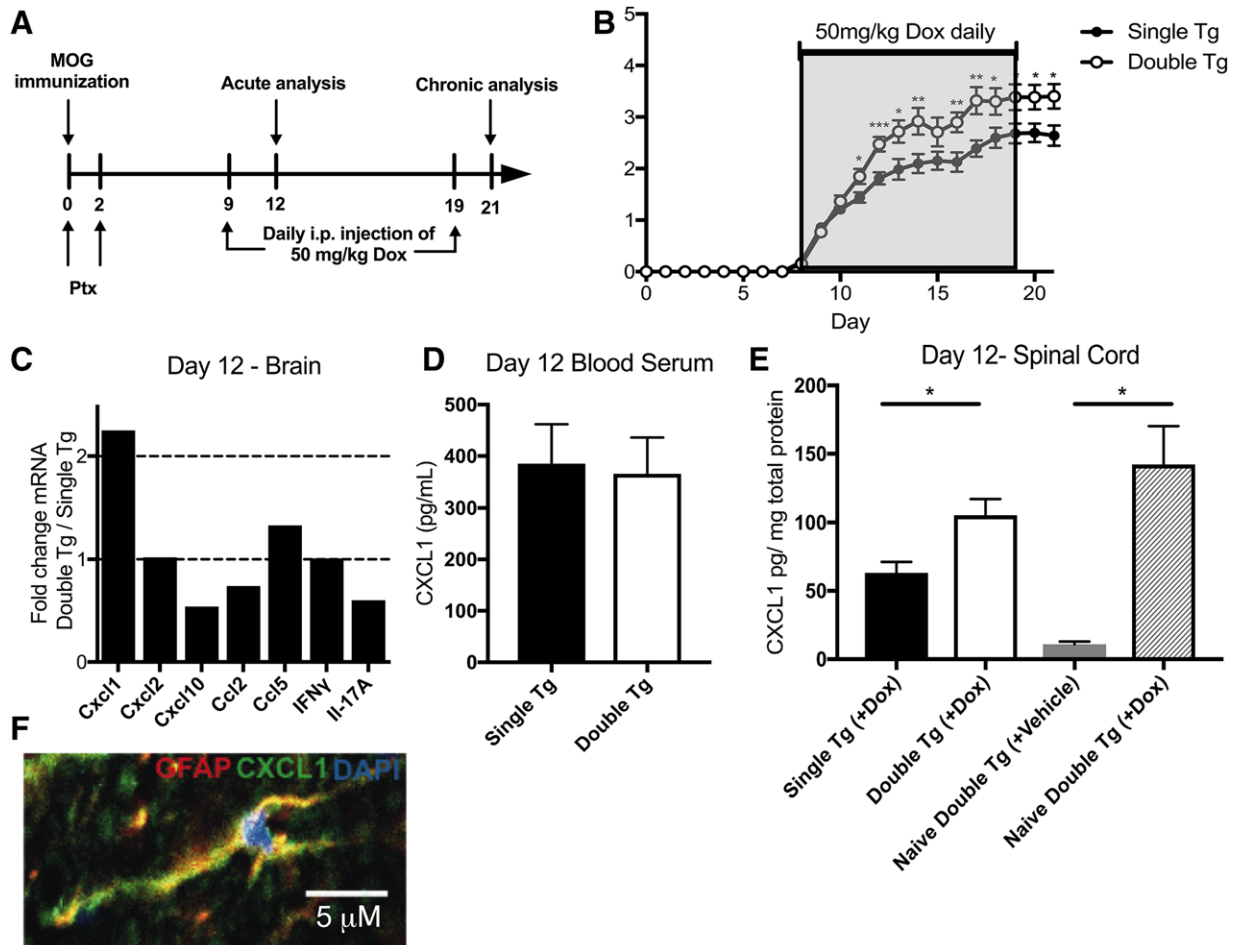 A
MOG
immunization
Acute analysis
Chronic analysis
0
2
9
12
19
21
Daily i.p. injection of
50 mg/kg Dox
Ptx
B
50mg/kg Dox daily
Single Tg
Double Tg
5
4
3
2
1
0
* *** * ** ** ** * * * *
0 5 10 15 20
Day
C
Day 12 - Brain
Fold change mRNA
Double Tg / Single Tg
2
1
0
Cxcl1
Cxcl2
Cxcl10
Ccl2
Ccl5
IFNγ
Il-17A
D
Day 12 Blood Serum
CXCL1 (pg/mL)
500
400
300
200
100
0
Single Tg
Double Tg
E
Day 12- Spinal Cord
CXCL1 pg/ mg total protein
200
150
100
50
0
*
*
Single Tg (+Dox)
Double Tg (+Dox)
Naive Double Tg (+Vehicle)
Naive Double Tg (+Dox)
F
GFAP CXCL1 DAPI
5 μM